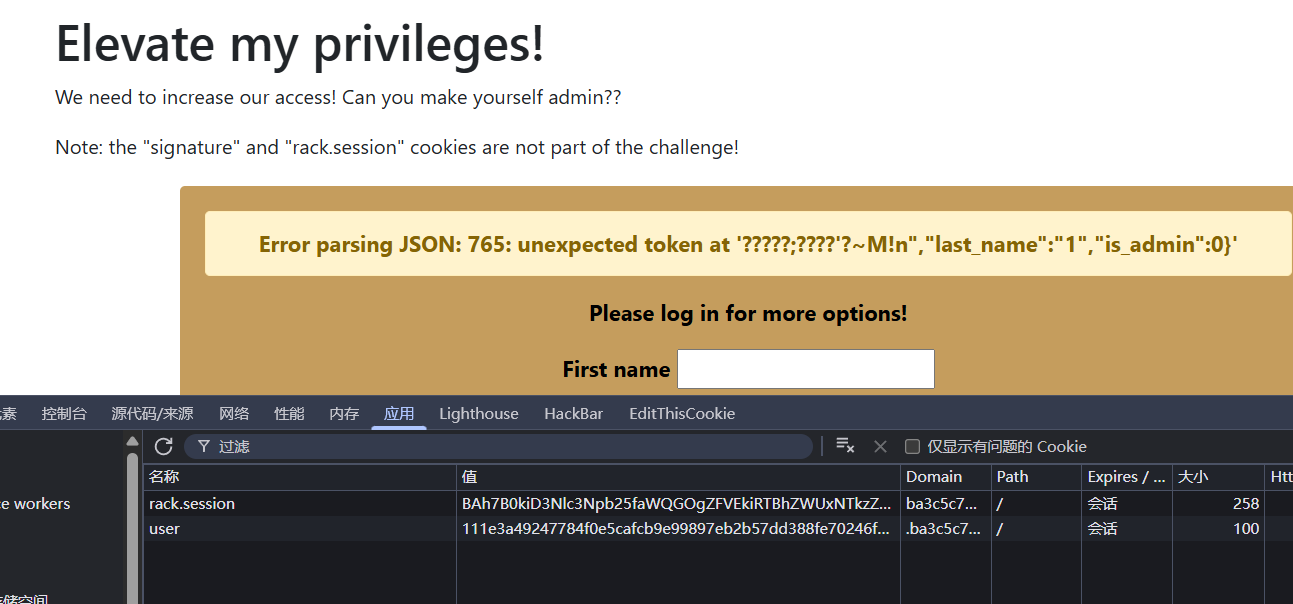 Elevate my privileges!
We need to increase our access! Can you make yourself admin??
Note: the "signature" and "rack.session" cookies are not part of the challenge!
Error parsing JSON: 765: unexpected token at '?????;????'?~M!n","last_name":"1","is_admin":0}'
Please log in for more options!
First name
素 控制台 源代码/来源 网络 性能 内存 应用 Lighthouse HackBar EditThisCookie
过滤 仅显示有问题的 Cookie
名称 值 Domain Path Expires / ... 大小 Htt
ce workers rack.session BAh7B0kiD3Nlc3Npb25faWQGOgZFVEkiRTBhZWUxNTkzZ... ba3c5c7... / 会话 258
user 111e3a49247784f0e5cafcb9e99897eb2b57dd388fe70246f... .ba3c5c7... / 会话 100
存储空间